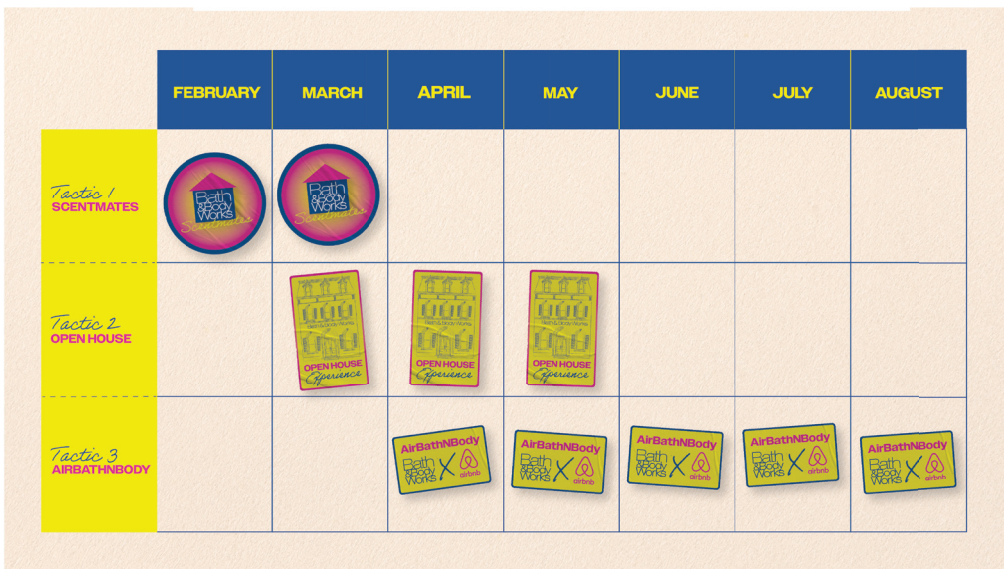 FEBRUARY MARCH APRIL MAY JUNE JULY AUGUST
Tactic 1
SCENTMATES
Bath
&Body
Works
Scentmates
Bath
&Body
Works
Scentmates
Tactic 2
OPEN HOUSE
Bath & Body Works
OPEN HOUSE
Experience
Bath & Body Works
OPEN HOUSE
Experience
Bath & Body Works
OPEN HOUSE
Experience
Tactic 3
AIRBATHNBODY
AirBathNBody
Bath
&Body
Works
X
airbnb
AirBathNBody
Bath
&Body
Works
X
airbnb
AirBathNBody
Bath
&Body
Works
X
airbnb
AirBathNBody
Bath
&Body
Works
X
airbnb
AirBathNBody
Bath
&Body
Works
X
airbnb